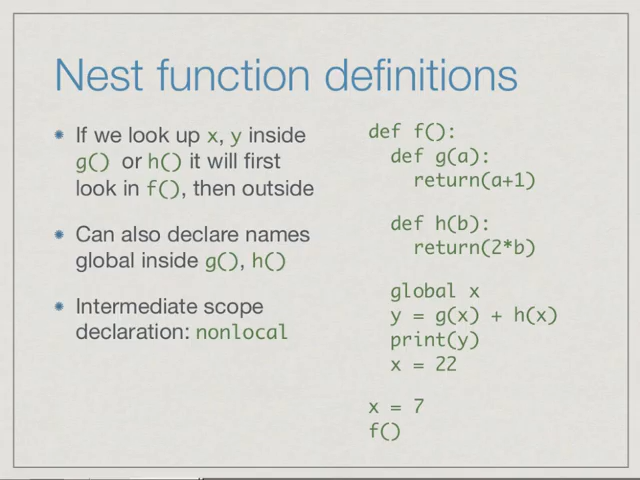 Nest function definitions
If we look up x, y inside
g() or h() it will first
look in f(), then outside
Can also declare names
global inside g(), h()
Intermediate scope
declaration: nonlocal
def f():
  def g(a):
    return(a+1)

  def h(b):
    return(2*b)

  global x
  y = g(x) + h(x)
  print(y)
  x = 22

x = 7
f()